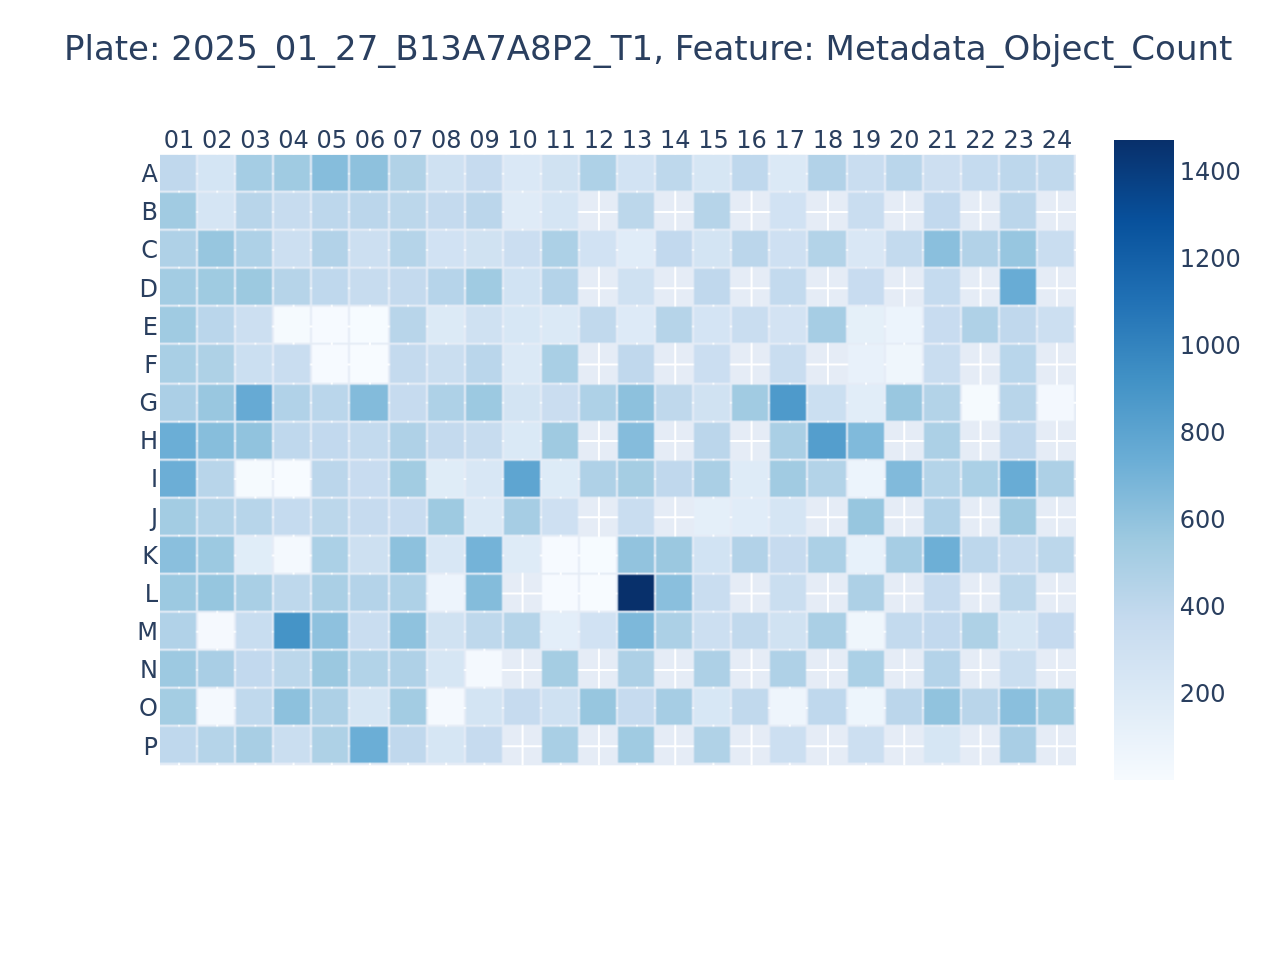 Plate: 2025_01_27_B13A7A8P2_T1, Feature: Metadata_Object_Count
01 02 03 04 05 06 07 08 09 10 11 12 13 14 15 16 17 18 19 20 21 22 23 24
A
B
C
D
E
F
G
H
I
J
K
L
M
N
O
P
1400
1200
1000
800
600
400
200